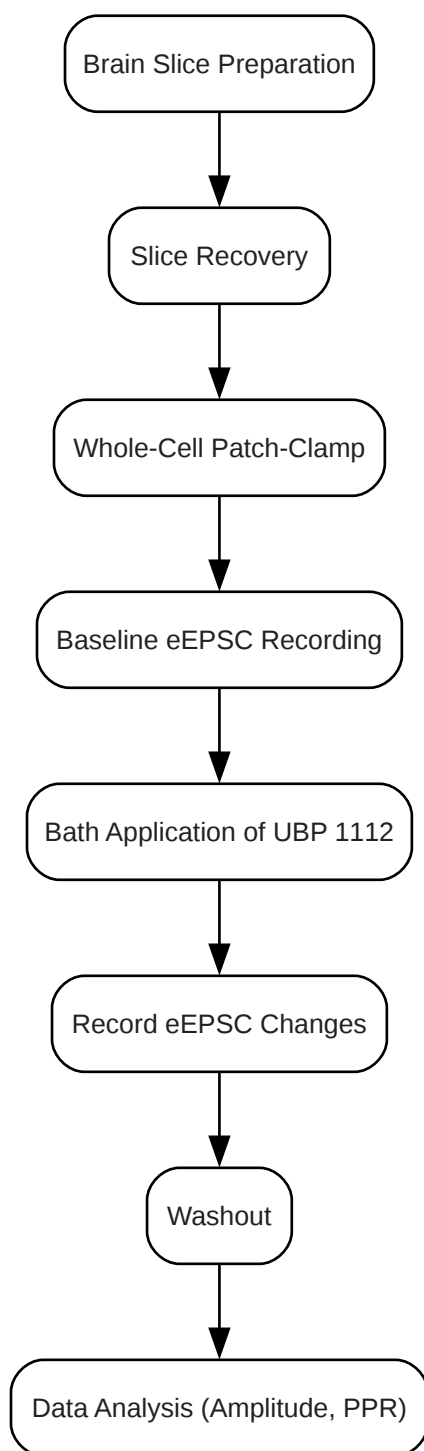 Brain Slice Preparation
Slice Recovery
Whole-Cell Patch-Clamp
Baseline eEPSC Recording
Bath Application of UBP 1112
Record eEPSC Changes
Washout
Data Analysis (Amplitude, PPR)